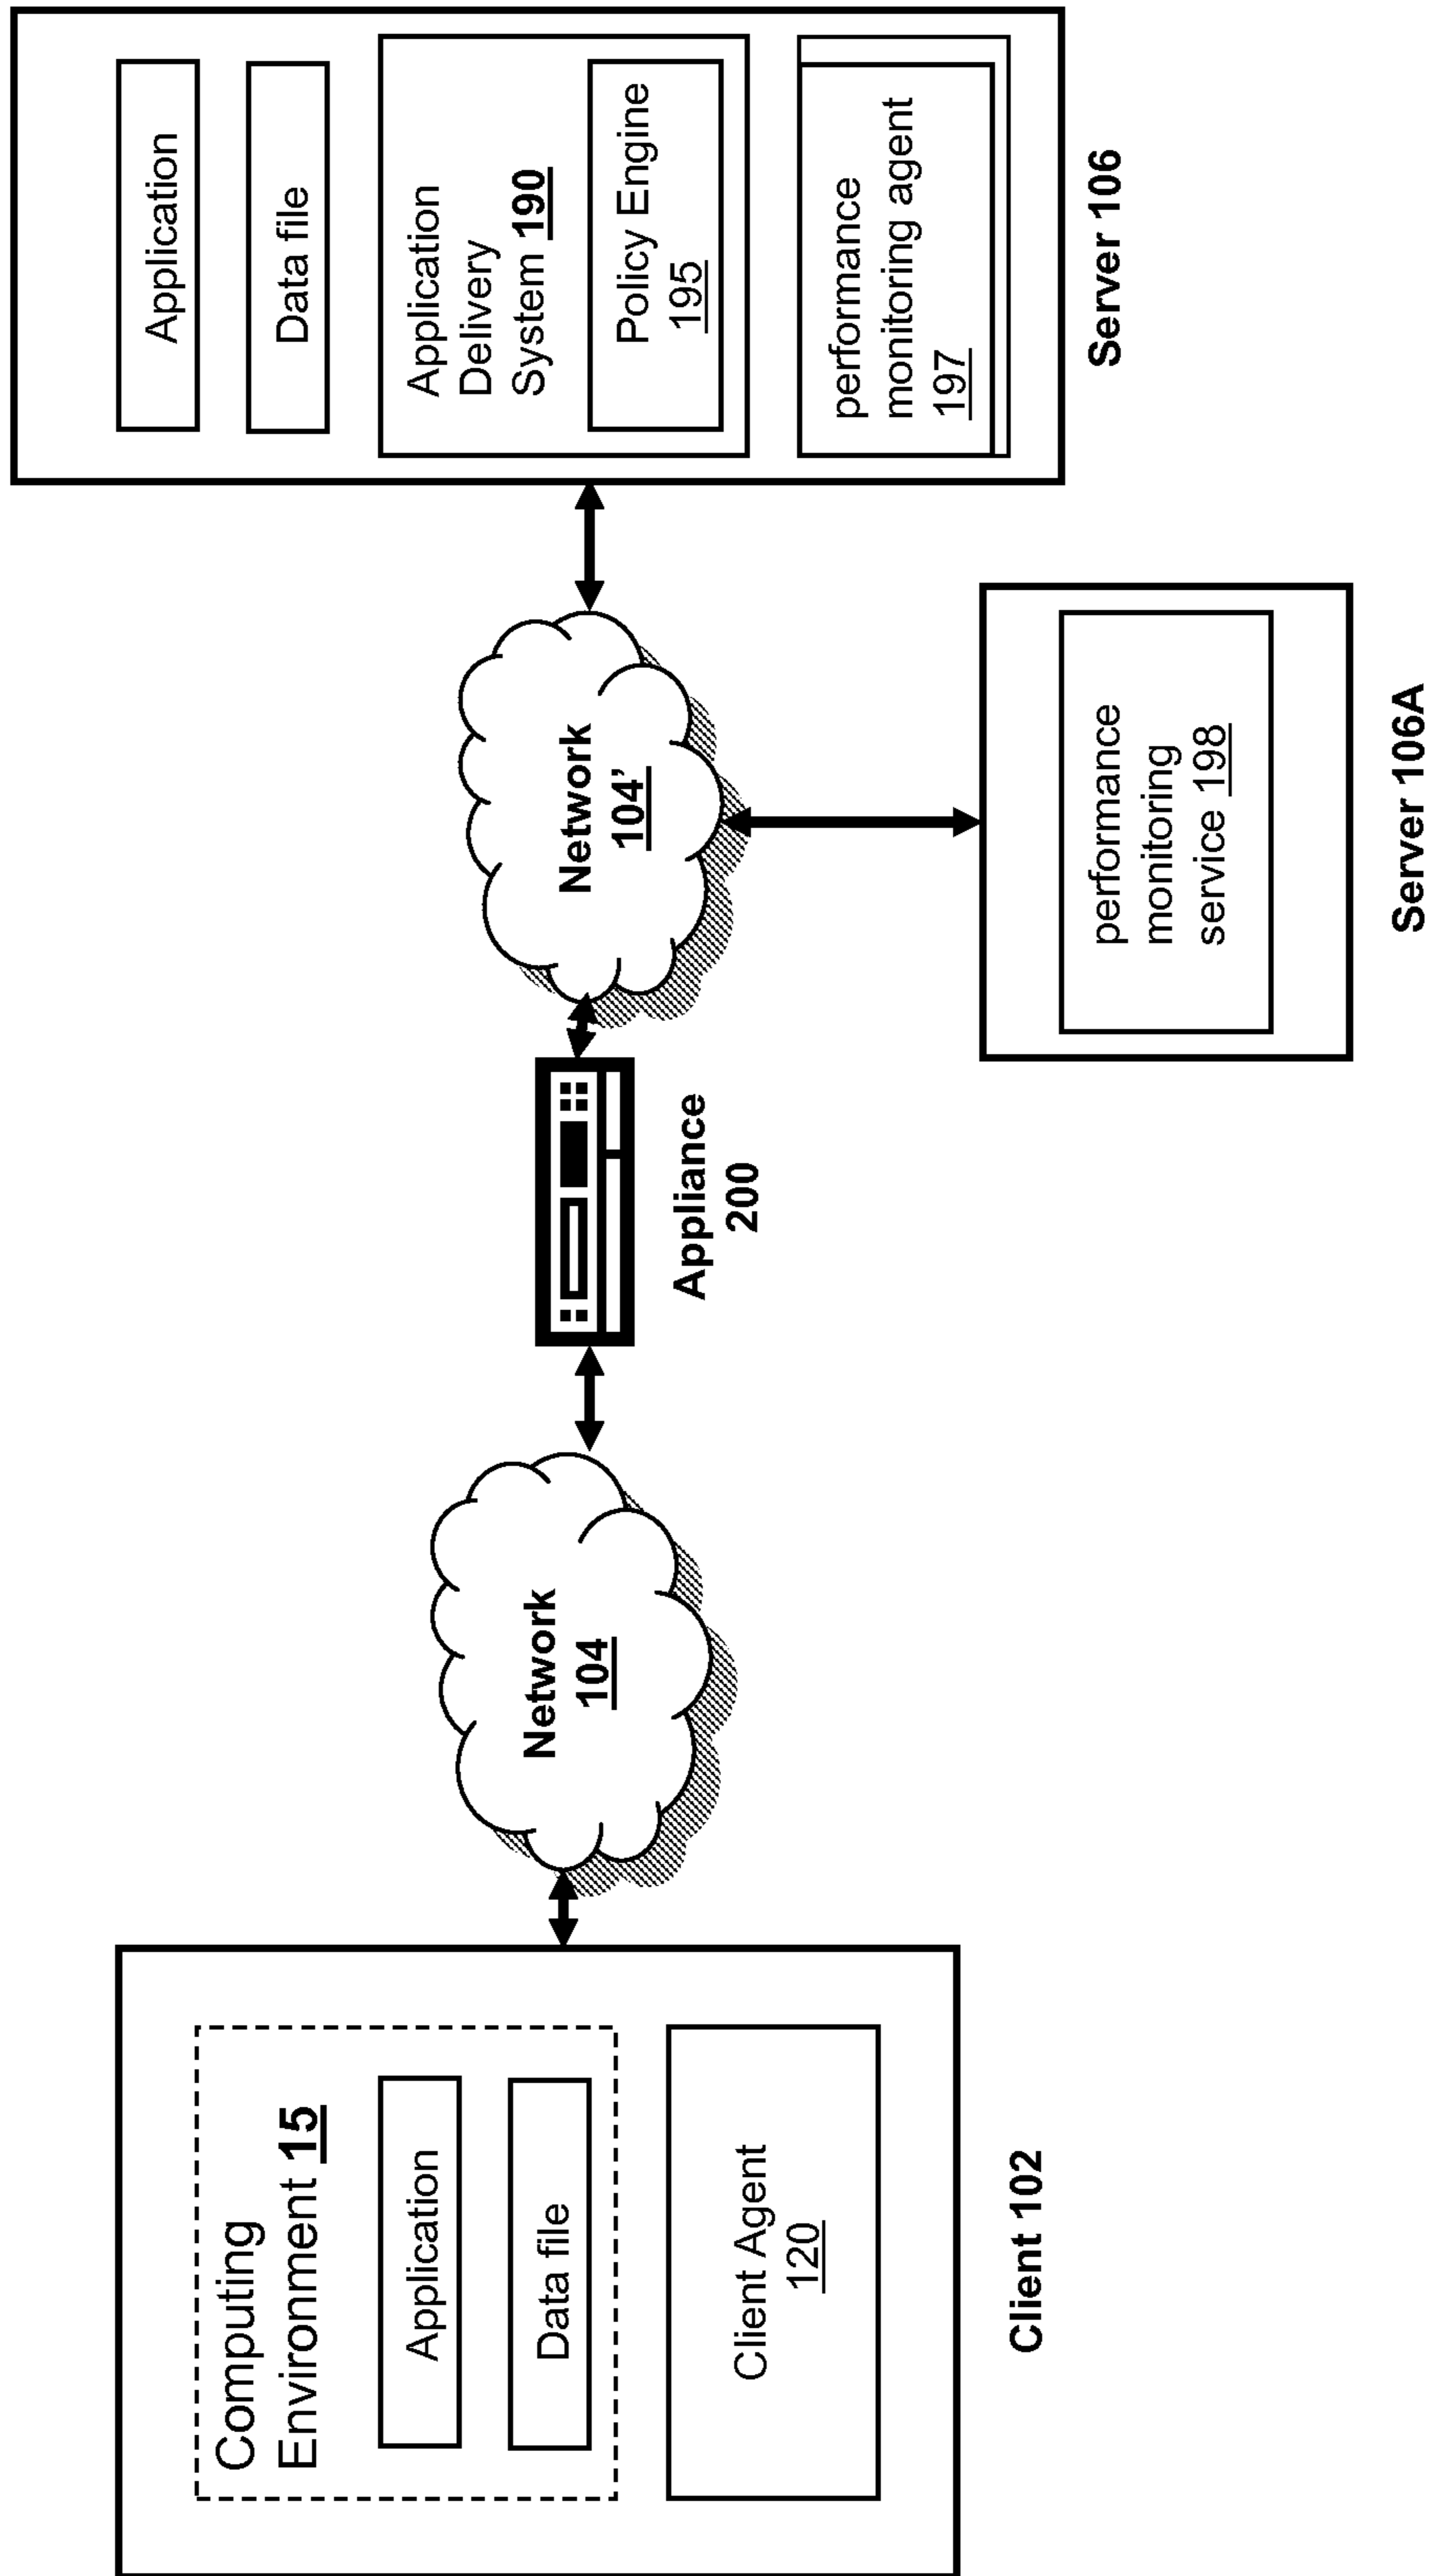 Computing
Environment 15
Application
Data file
Client Agent
120
Client 102
Network
104
Appliance
200
Network
104’
performance
monitoring
service 198
Server 106A
Application
Data file
Application
Delivery
System 190
Policy Engine
195
performance
monitoring agent
197
Server 106